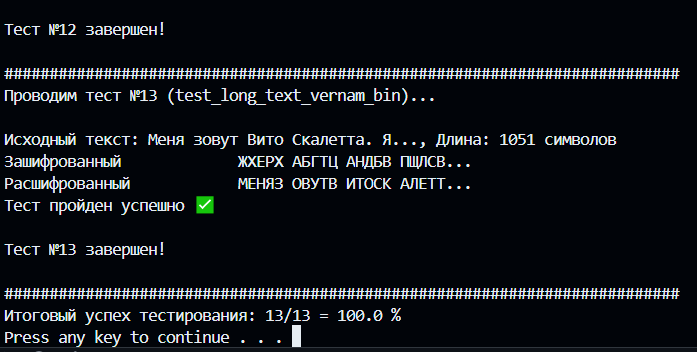 Тест №12 завершен!
###########################################################################
Проводим тест №13 (test_long_text_vernam_bin)...
Исходный текст: Меня зовут Вито Скалетта. Я..., Длина: 1051 символов
Зашифрованный             ЖХЕРХ АБГТЦ АНДБВ ПЩЛСВ...
Расшифрованный            МЕНЯЗ ОВУТВ ИТОСК АЛЕТТ...
Тест пройден успешно ✅
Тест №13 завершен!
###########################################################################
Итоговый успех тестирования: 13/13 = 100.0 %
Press any key to continue . . .